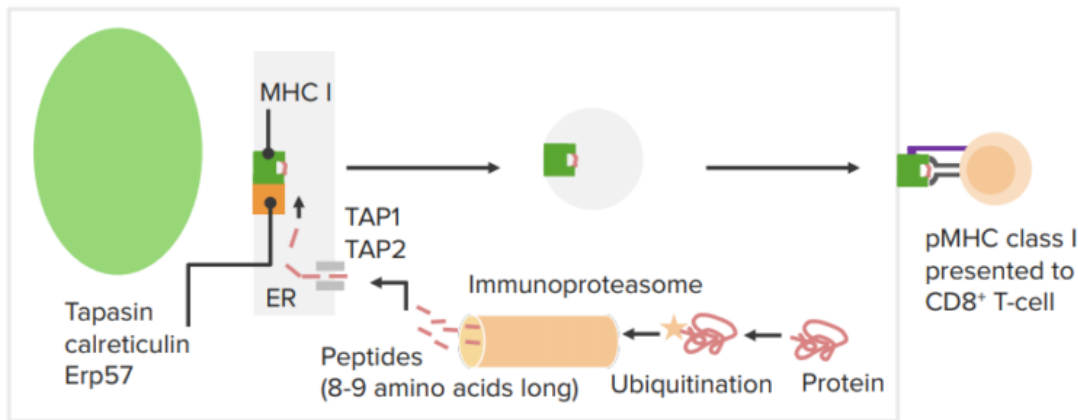 MHC I
TAP1
TAP2
ER
Immunoproteasome
Tapasin
calreticulin
Erp57
Peptides
(8-9 amino acids long)
Ubiquitination
Protein
pMHC class I
presented to
CD8⁺ T-cell